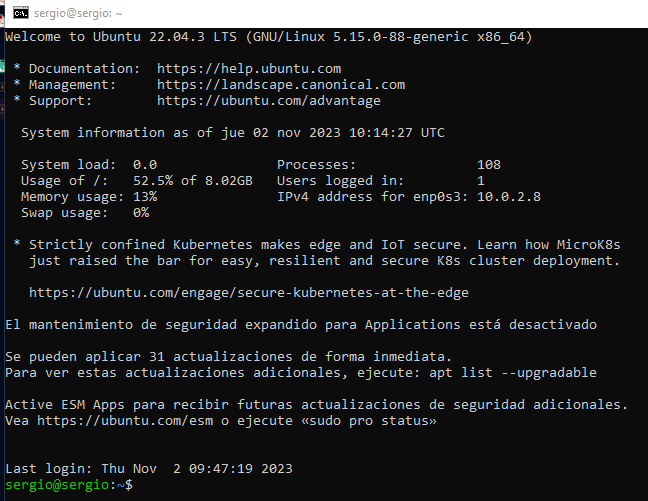 sergio@sergio: ~
Welcome to Ubuntu 22.04.3 LTS (GNU/Linux 5.15.0-88-generic x86_64)
* Documentation:  https://help.ubuntu.com
* Management:     https://landscape.canonical.com
* Support:        https://ubuntu.com/advantage
System information as of jue 02 nov 2023 10:14:27 UTC
System load:  0.0               Processes:               108
Usage of /:   52.5% of 8.02GB   Users logged in:         1
Memory usage: 13%               IPv4 address for enp0s3: 10.0.2.8
Swap usage:   0%
* Strictly confined Kubernetes makes edge and IoT secure. Learn how MicroK8s
just raised the bar for easy, resilient and secure K8s cluster deployment.
https://ubuntu.com/engage/secure-kubernetes-at-the-edge
El mantenimiento de seguridad expandido para Applications está desactivado
Se pueden aplicar 31 actualizaciones de forma inmediata.
Para ver estas actualizaciones adicionales, ejecute: apt list --upgradable
Active ESM Apps para recibir futuras actualizaciones de seguridad adicionales.
Vea https://ubuntu.com/esm o ejecute «sudo pro status»
Last login: Thu Nov  2 09:47:19 2023
sergio@sergio:~$